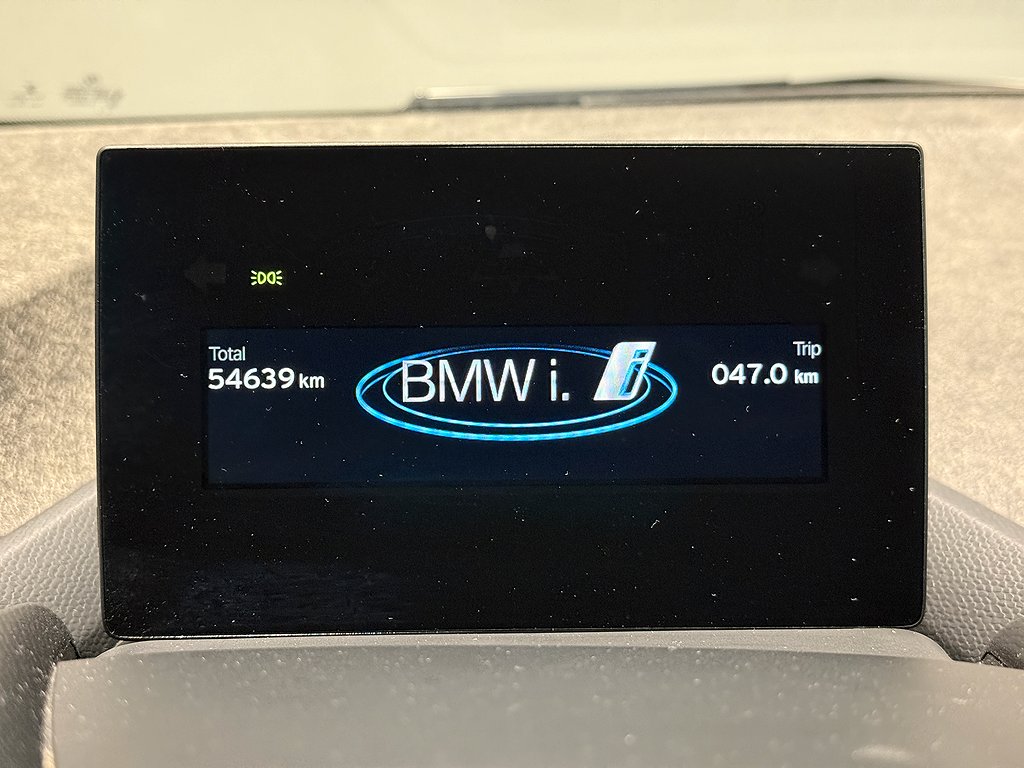 Total
54639 km
BMW i. i
Trip
047.0 km